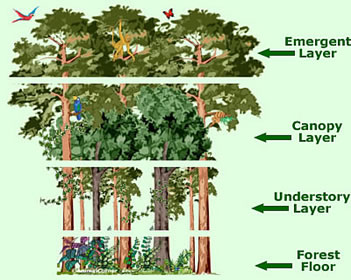 Emergent
Layer
Canopy
Layer
Understory
Layer
Forest
Floor